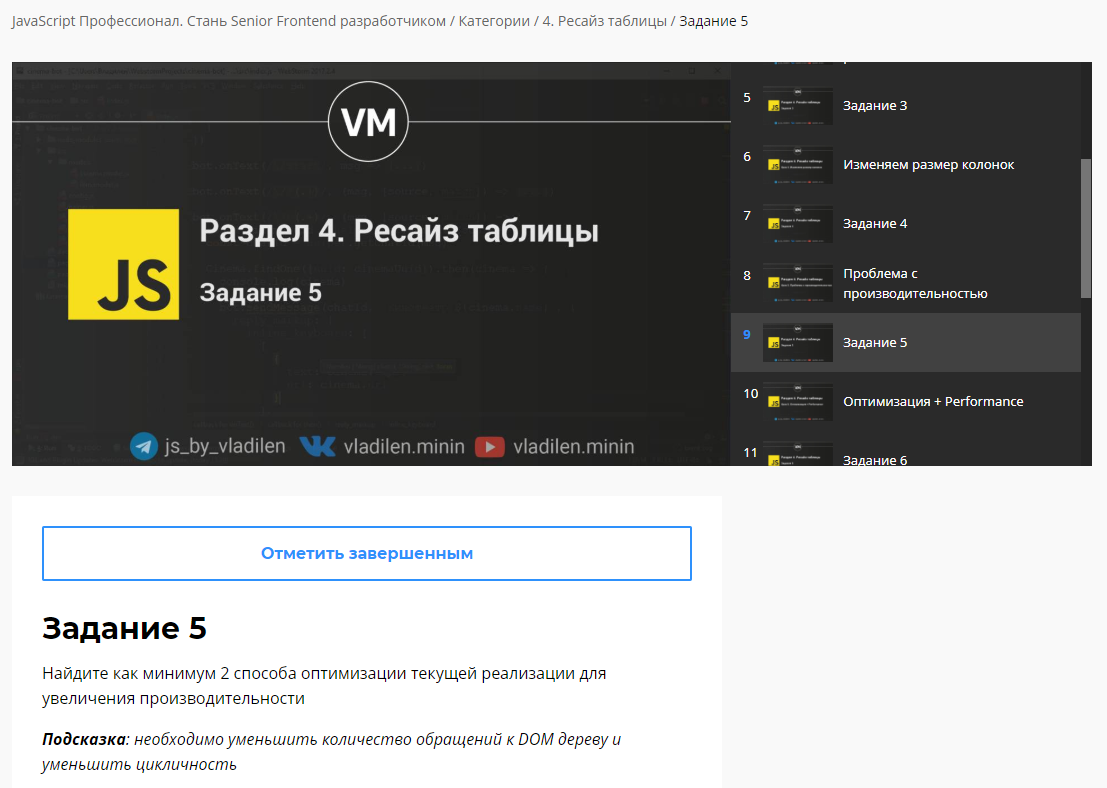 JavaScript Профессионал. Стань Senior Frontend разработчиком / Категории / 4. Ресайз таблицы / Задание 5
VM
JS
Раздел 4. Ресайз таблицы
Задание 5
js_by_vladilen
vladilen.minin
vladilen.minin
5
Задание 3
6
Изменяем размер колонок
7
Задание 4
8
Проблема с
производительностью
9
Задание 5
10
Оптимизация + Performance
11
Задание 6
Отметить завершенным
Задание 5
Найдите как минимум 2 способа оптимизации текущей реализации для
увеличения производительности
Подсказка: необходимо уменьшить количество обращений к DOM дереву и
уменьшить цикличность